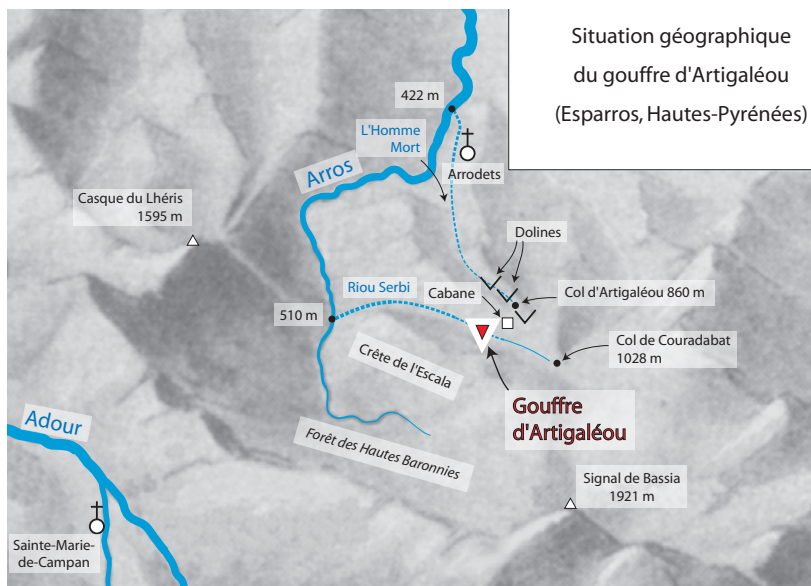 Situation géographique
du gouffre d'Artigaléou
(Esparros, Hautes-Pyrénées)
422 m
L'Homme
Mort
Arrodets
Arros
Casque du Lhéris
1595 m
Dolines
Riou Serbi
Cabane
Col d'Artigaléou 860 m
510 m
Col de Couradabat
1028 m
Crête de l'Escala
Gouffre
d'Artigaléou
Adour
Forêt des Hautes Baronnies
Signal de Bassia
1921 m
Sainte-Marie-
de-Campan